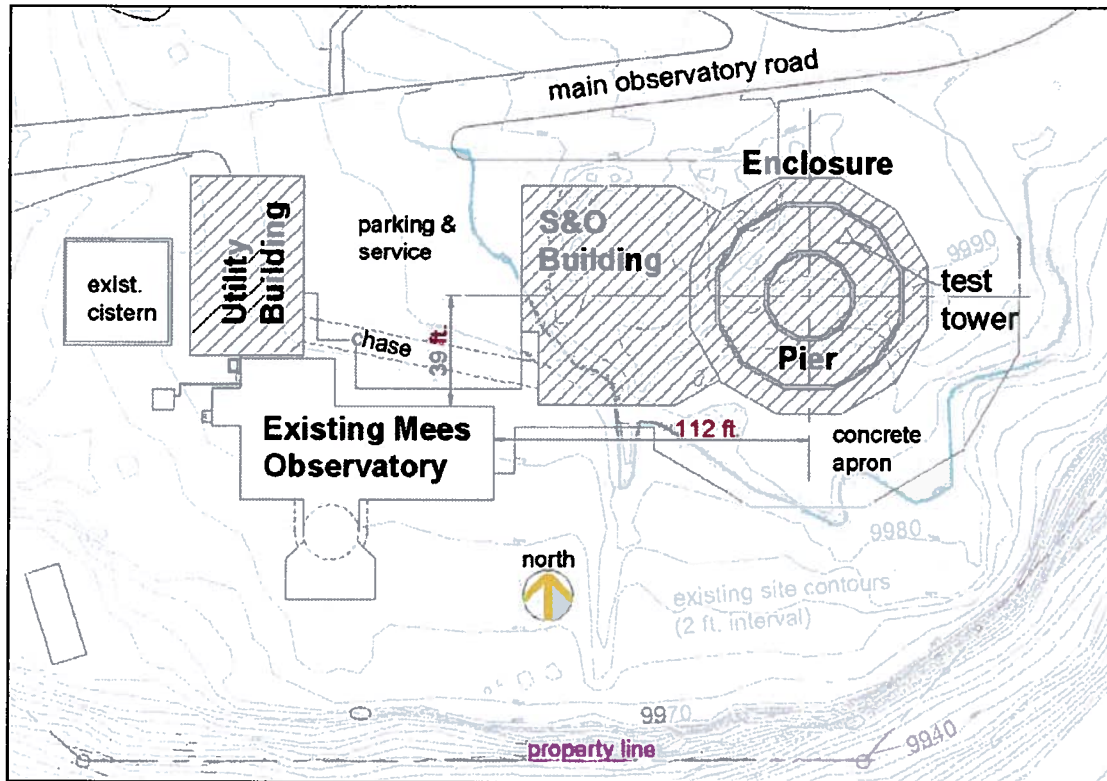 main observatory road
Enclosure
Utility
Building
parking &
service
S&O
Building
9990
exist.
cistern
test
tower
chase
39 ft.
Pier
Existing Mees
Observatory
112 ft.
concrete
apron
9980
north
existing site contours
(2 ft. interval)
9970
property line
9940